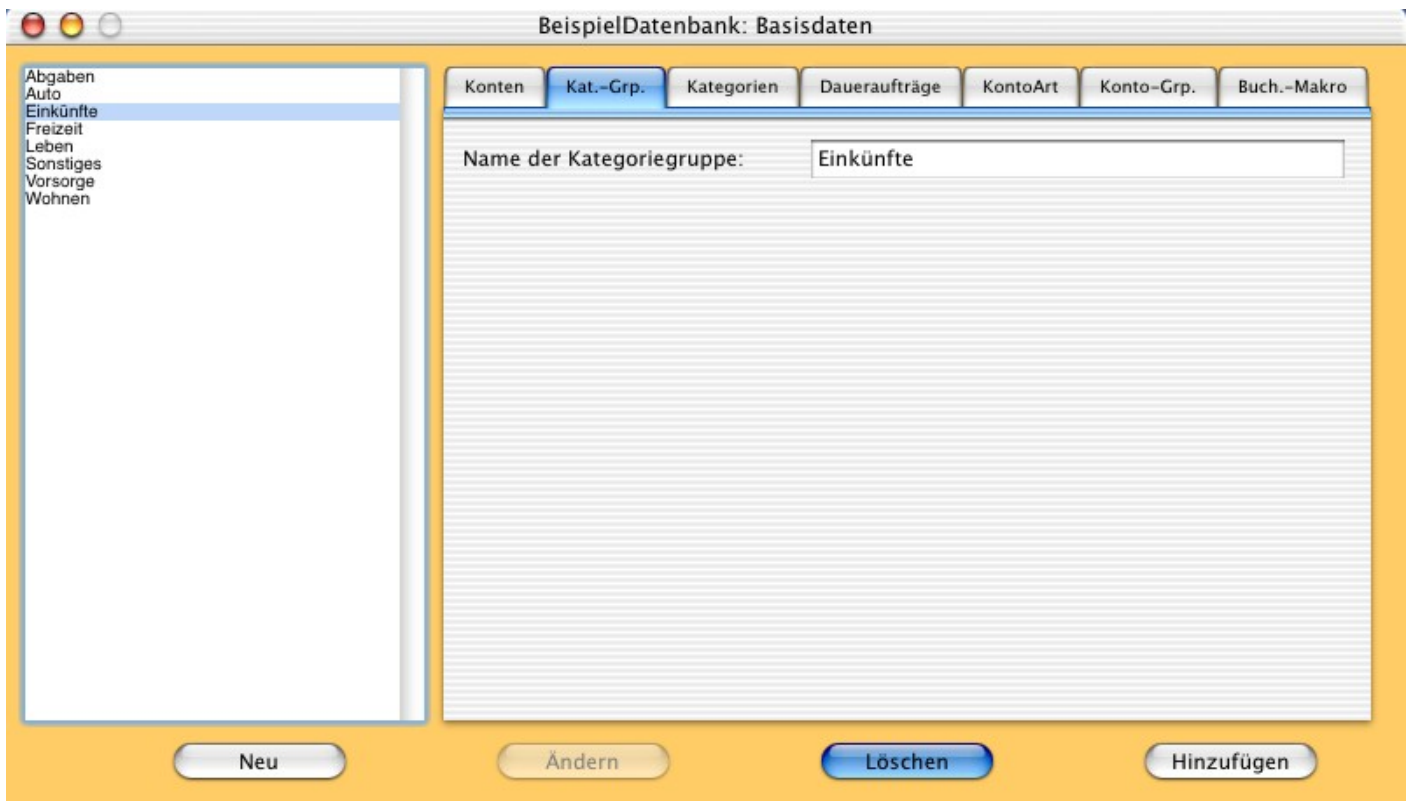 BeispielDatenbank: Basisdaten
Abgaben
Auto
Einkünfte
Freizeit
Leben
Sonstiges
Vorsorge
Wohnen
Konten Kat.-Grp. Kategorien Daueraufträge KontoArt Konto-Grp. Buch.-Makro
Name der Kategoriegruppe: Einkünfte
Neu Ändern Löschen Hinzufügen